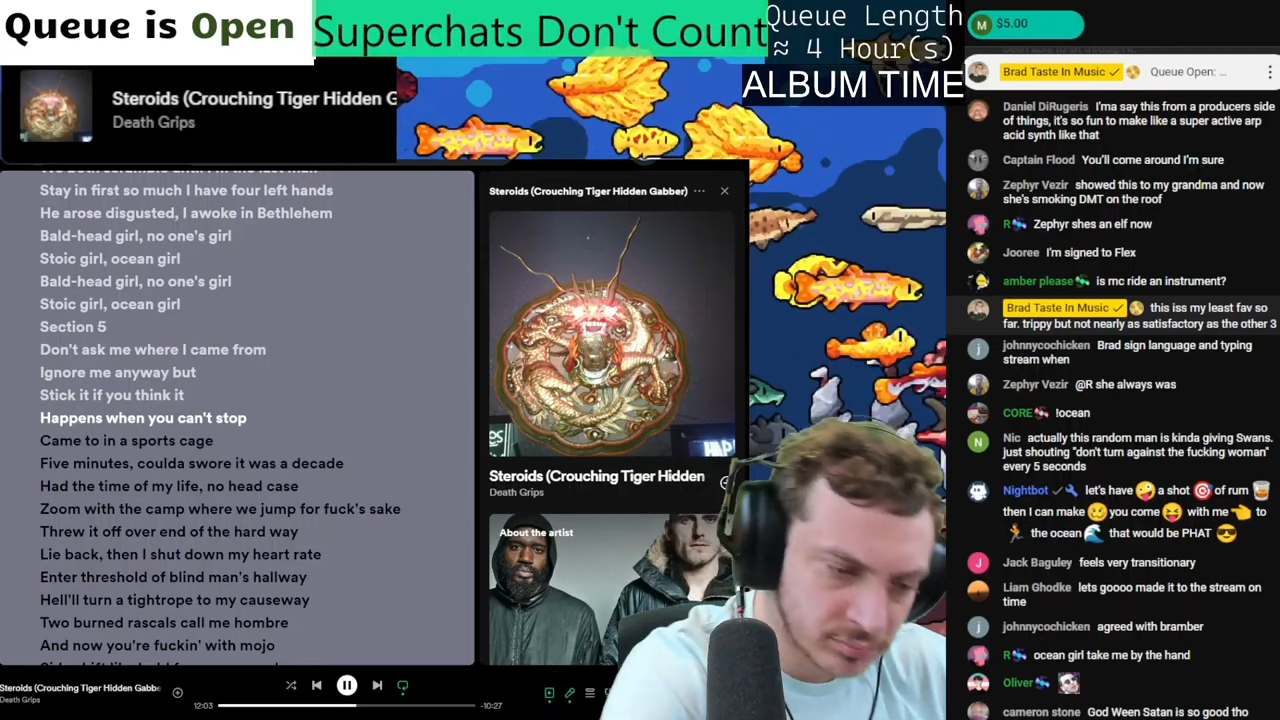 Queue is Open
Superchats Don't Count
Queue Length
≈ 4 Hour(s)
ALBUM TIME
Steroids (Crouching Tiger Hidden G
Death Grips
Stay in first so much I have four left hands
He arose disgusted, I awoke in Bethlehem
Bald-head girl, no one's girl
Stoic girl, ocean girl
Bald-head girl, no one's girl
Stoic girl, ocean girl
Section 5
Don't ask me where I came from
Ignore me anyway but
Stick it if you think it
Happens when you can't stop
Came to in a sports cage
Five minutes, coulda swore it was a decade
Had the time of my life, no head case
Zoom with the camp where we jump for fuck's sake
Threw it off over end of the hard way
Lie back, then I shut down my heart rate
Enter threshold of blind man's hallway
Hell'll turn a tightrope to my causeway
Two burned rascals call me hombre
And now you're fuckin' with mojo
Steroids (Crouching Tiger Hidden Gabber)
Steroids (Crouching Tiger Hidden
Death Grips
About the artist
Steroids (Crouching Tiger Hidden Gabbe
Death Grips
12:03
-10:27
M $5.00
Brad Taste In Music Queue Open: ...
Daniel DiRugeris I'ma say this from a producers side
of things, it's so fun to make like a super active arp
acid synth like that
Captain Flood You'll come around I'm sure
Zephyr Vezir showed this to my grandma and now
she's smoking DMT on the roof
R Zephyr shes an elf now
Jooree I'm signed to Flex
amber please is mc ride an instrument?
Brad Taste In Music this iss my least fav so
far. trippy but not nearly as satisfactory as the other 3
j johnnycochicken Brad sign language and typing
stream when
Zephyr Vezir @R she always was
CORE !ocean
N Nic actually this random man is kinda giving Swans.
just shouting "don't turn against the fucking woman"
every 5 seconds
Nightbot let's have 🤪 a shot 🎯 of rum 🥃
then I can make 🥴 you come 😝 with me 👈 to
🏃 the ocean 🌊 that would be PHAT 😎
J Jack Baguley feels very transitionary
Liam Ghodke lets goooo made it to the stream on
time
j johnnycochicken agreed with bramber
R ocean girl take me by the hand
Oliver
cameron stone God Ween Satan is so good tho